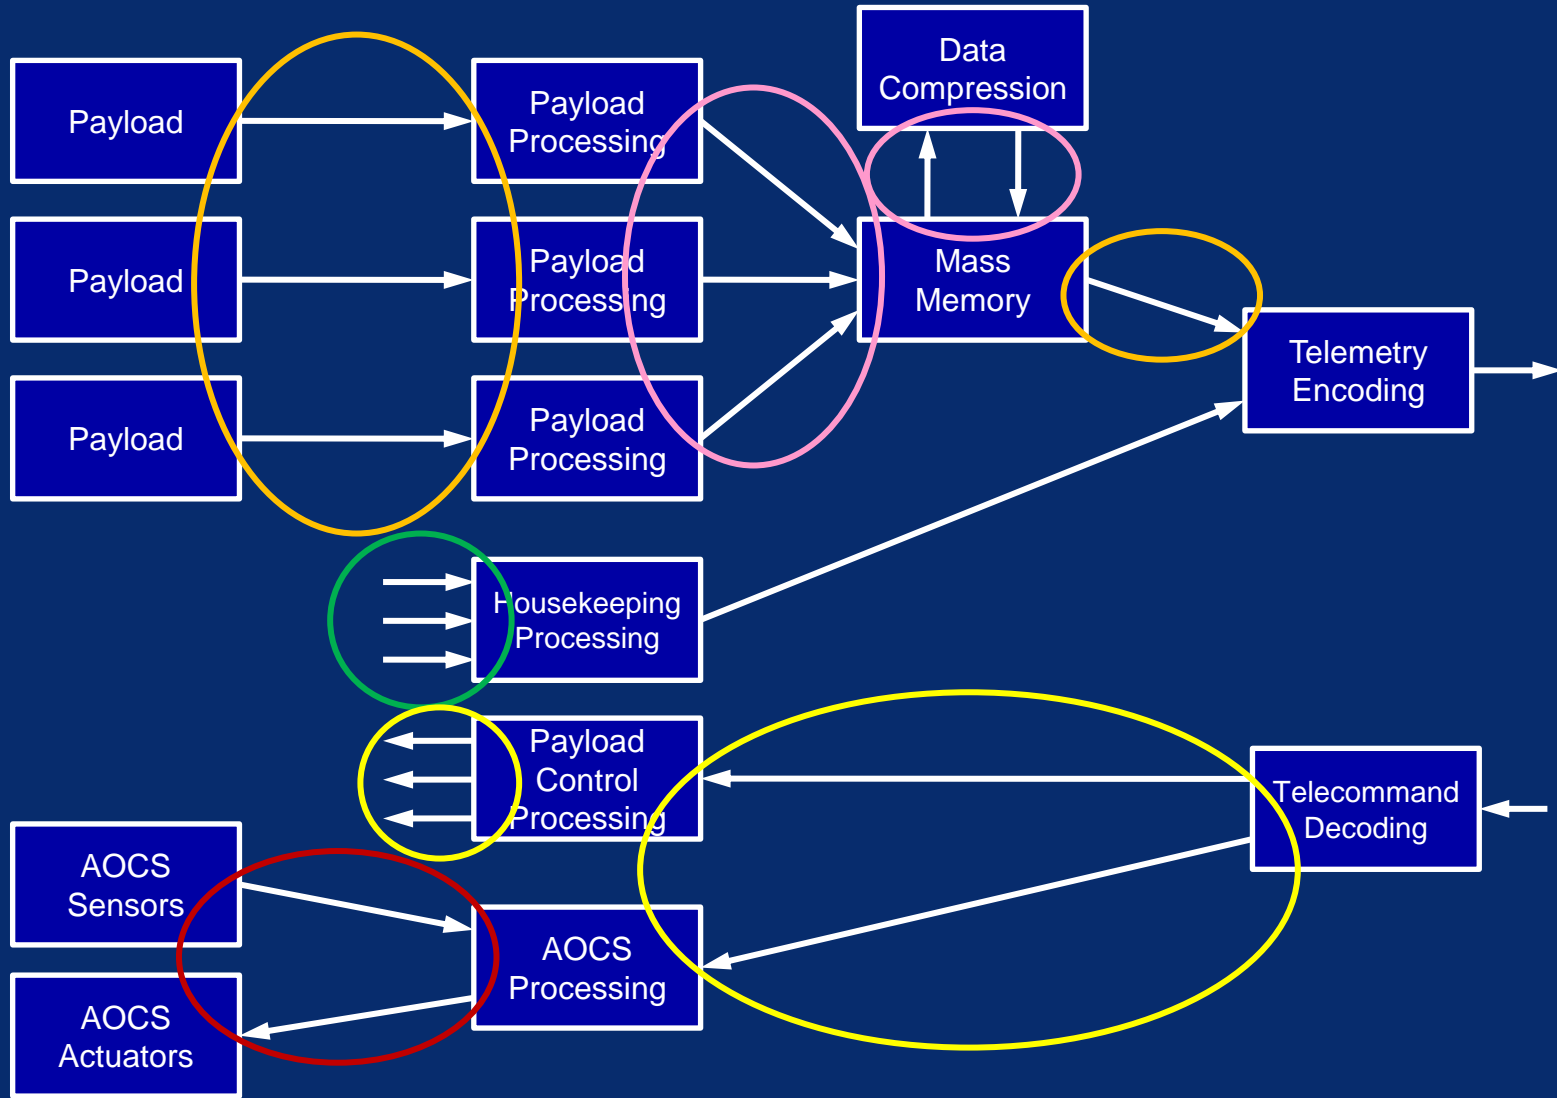 Data
Compression
Payload
Payload
Processing
Payload
Payload
Processing
Mass
Memory
Telemetry
Encoding
Payload
Payload
Processing
Housekeeping
Processing
Payload
Control
Processing
Telecommand
Decoding
AOCS
Sensors
AOCS
Processing
AOCS
Actuators